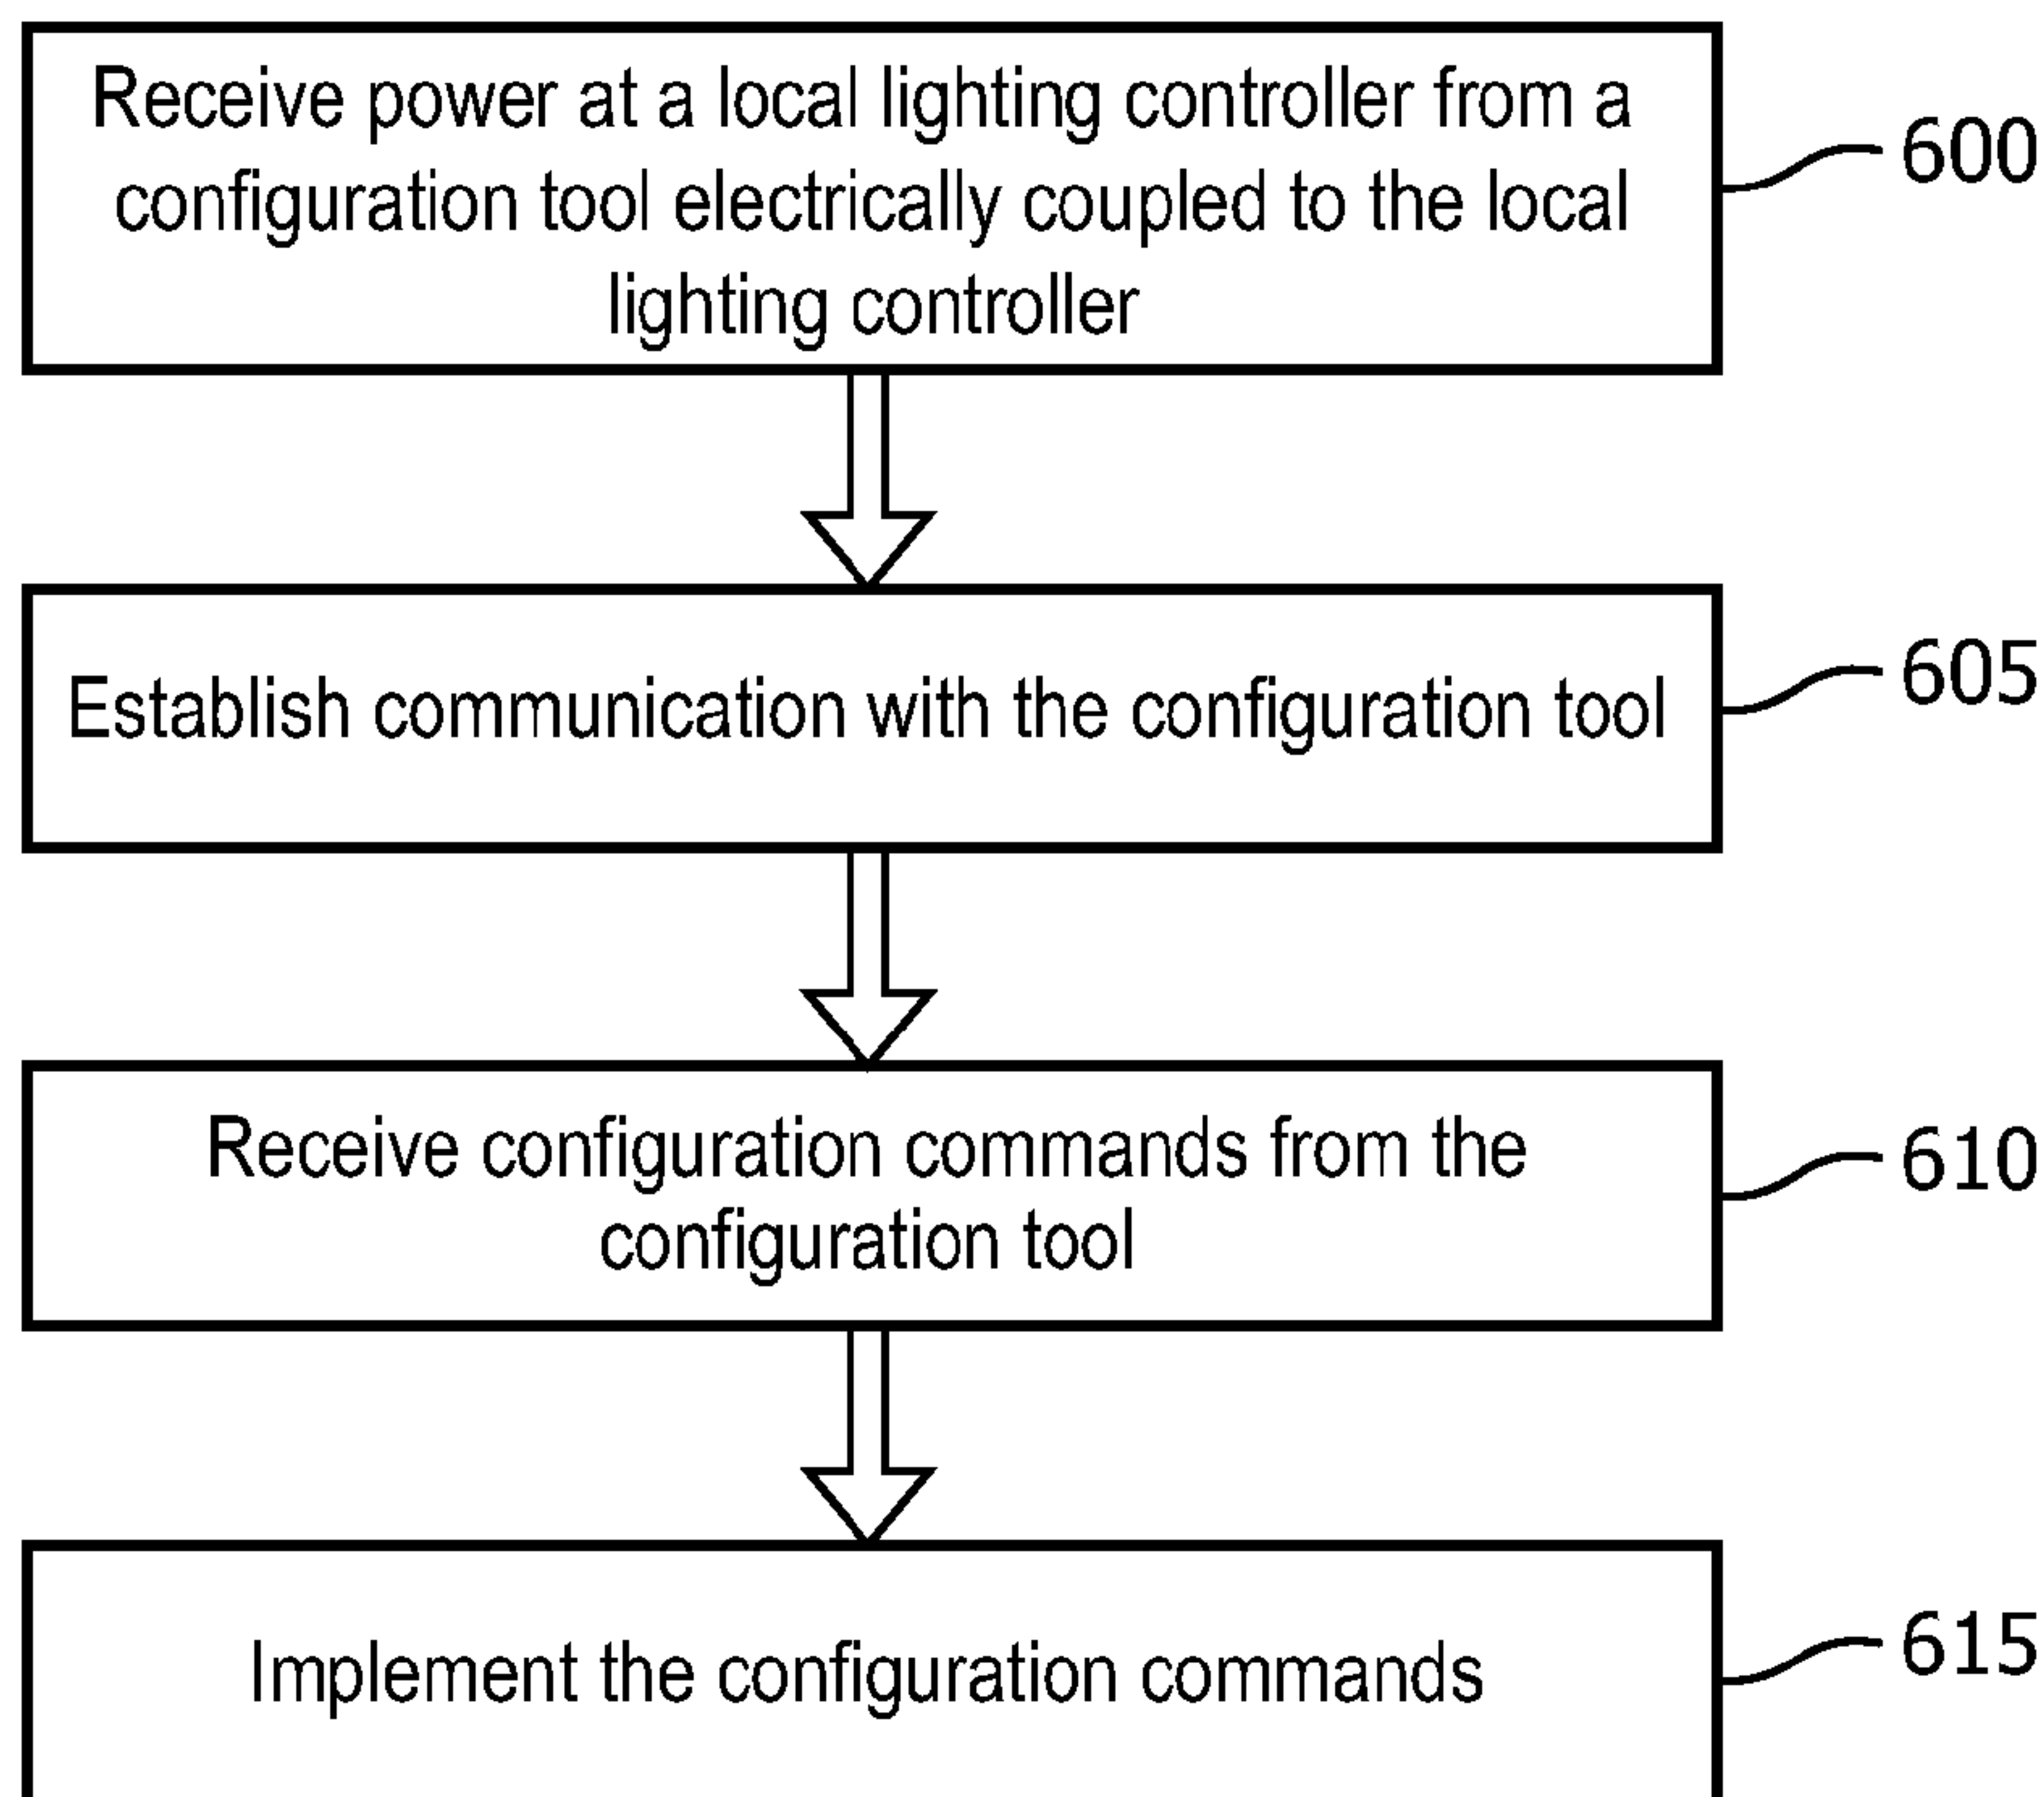 Receive power at a local lighting controller from a
configuration tool electrically coupled to the local
lighting controller
600
Establish communication with the configuration tool
605
Receive configuration commands from the
configuration tool
610
Implement the configuration commands
615